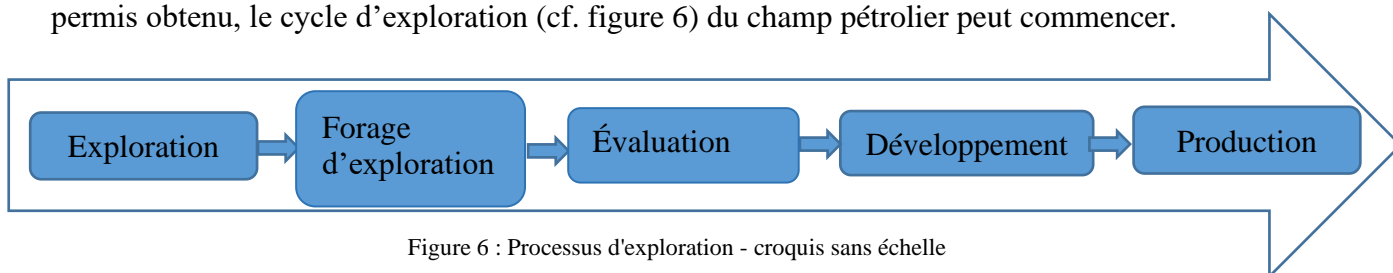 permis obtenu, le cycle d’exploration (cf. figure 6) du champ pétrolier peut commencer.
Exploration
Forage
d’exploration
Évaluation
Développement
Production
Figure 6 : Processus d'exploration - croquis sans échelle